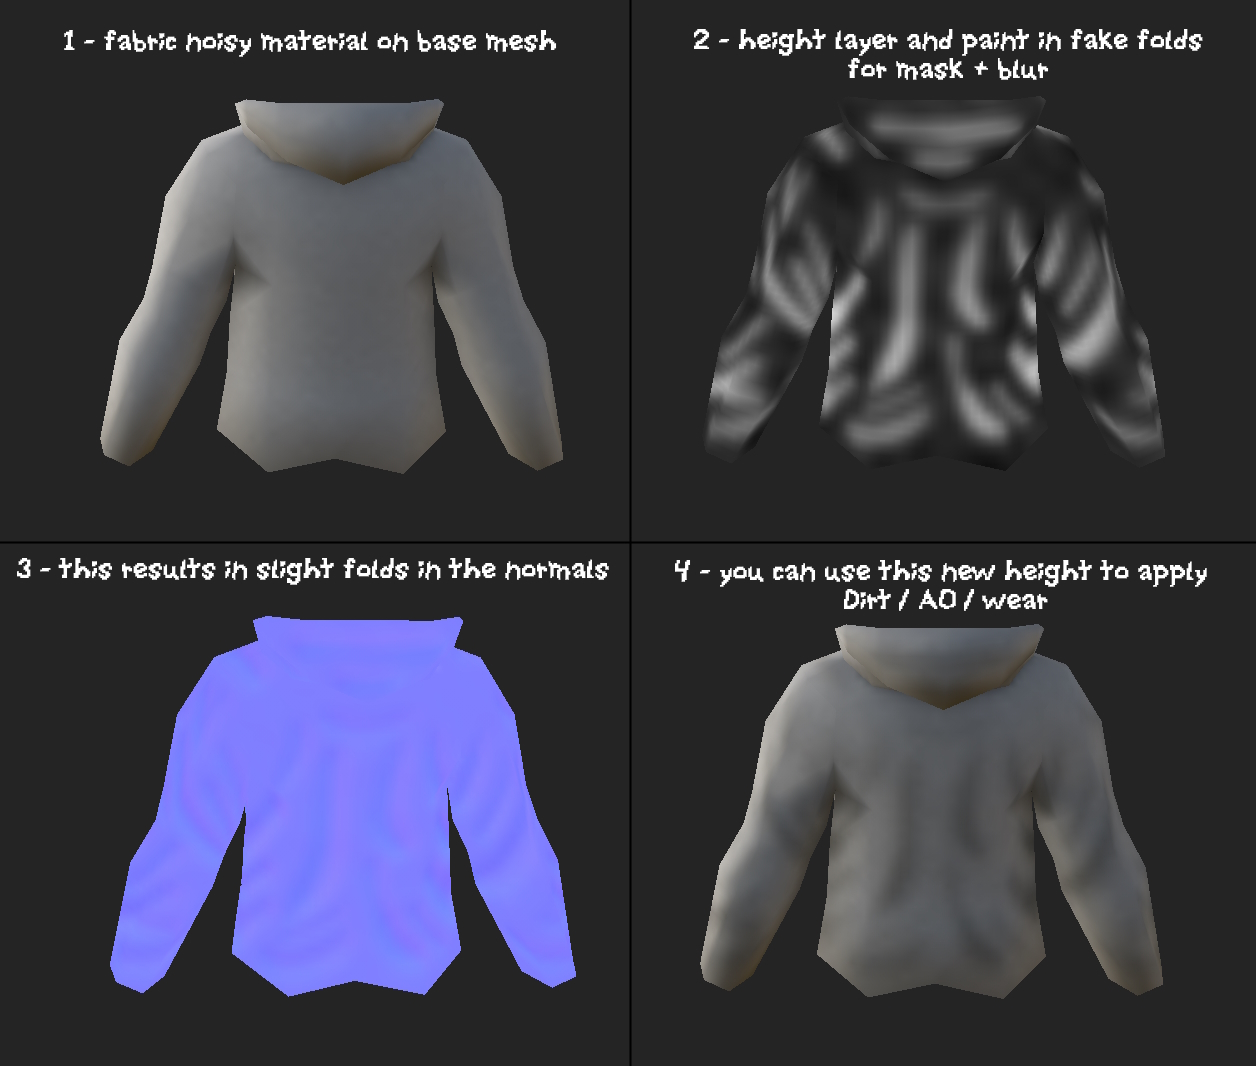 1 - fabric noisy material on base mesh
2 - height layer and paint in fake folds
for mask + blur
3 - this results in slight folds in the normals
4 - you can use this new height to apply
Dirt / AO / wear